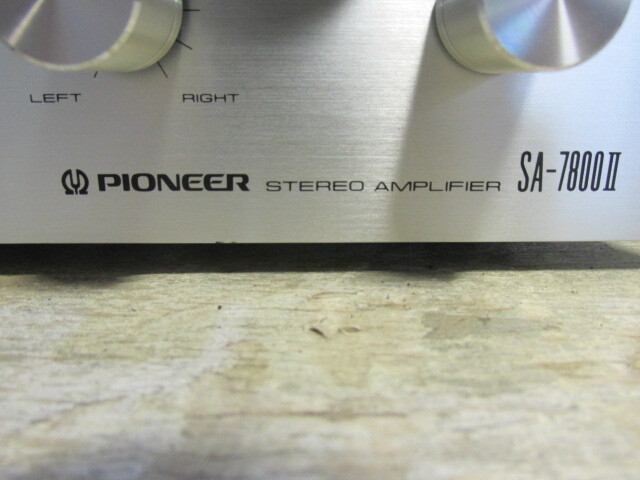 LEFT RIGHT
PIONEER STEREO AMPLIFIER SA-7800II